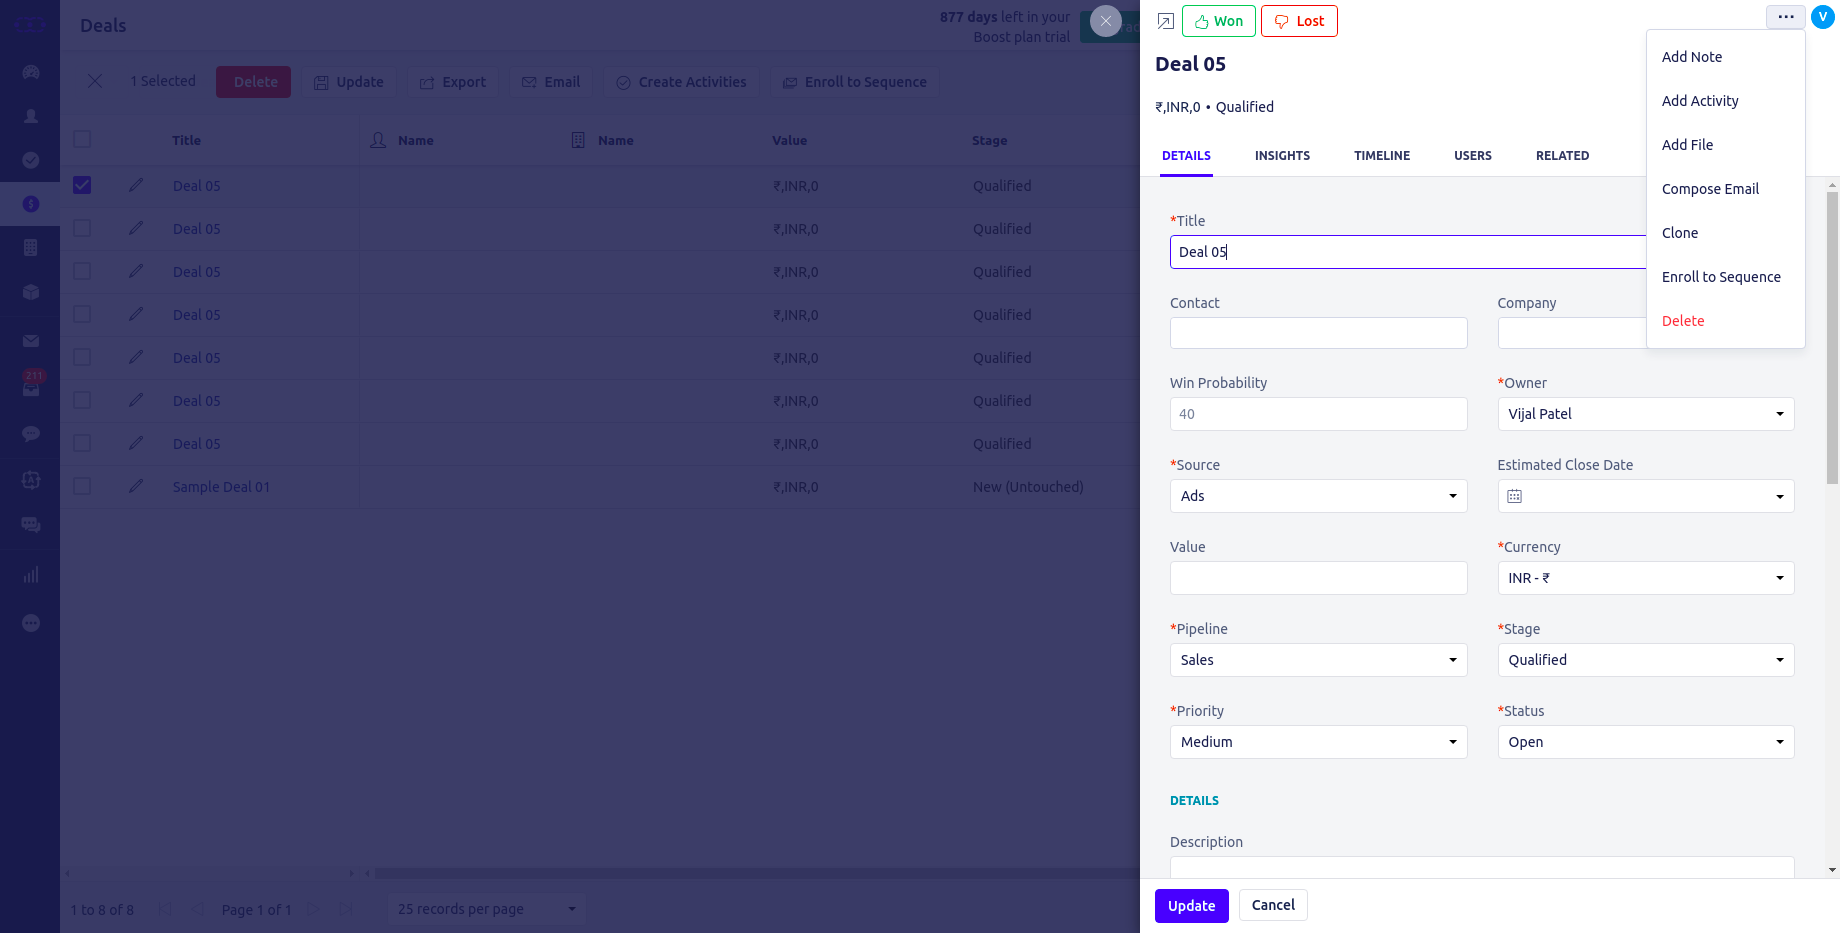 Deals
877 days left in your
Boost plan trial
1 Selected
Delete
Update
Export
Email
Create Activities
Enroll to Sequence
Title
Name
Name
Value
Stage
Deal 05
₹,INR,0
Qualified
Deal 05
₹,INR,0
Qualified
Deal 05
₹,INR,0
Qualified
Deal 05
₹,INR,0
Qualified
Deal 05
₹,INR,0
Qualified
Deal 05
₹,INR,0
Qualified
Deal 05
₹,INR,0
Qualified
Sample Deal 01
₹,INR,0
New (Untouched)
211
1 to 8 of 8
Page 1 of 1
25 records per page
Won
Lost
V
Deal 05
₹,INR,0 • Qualified
DETAILS
INSIGHTS
TIMELINE
USERS
RELATED
Add Note
Add Activity
Add File
Compose Email
Clone
Enroll to Sequence
Delete
*Title
Deal 05
Contact
Company
Win Probability
40
*Owner
Vijal Patel
*Source
Ads
Estimated Close Date
Value
*Currency
INR - ₹
*Pipeline
Sales
*Stage
Qualified
*Priority
Medium
*Status
Open
DETAILS
Description
Update
Cancel